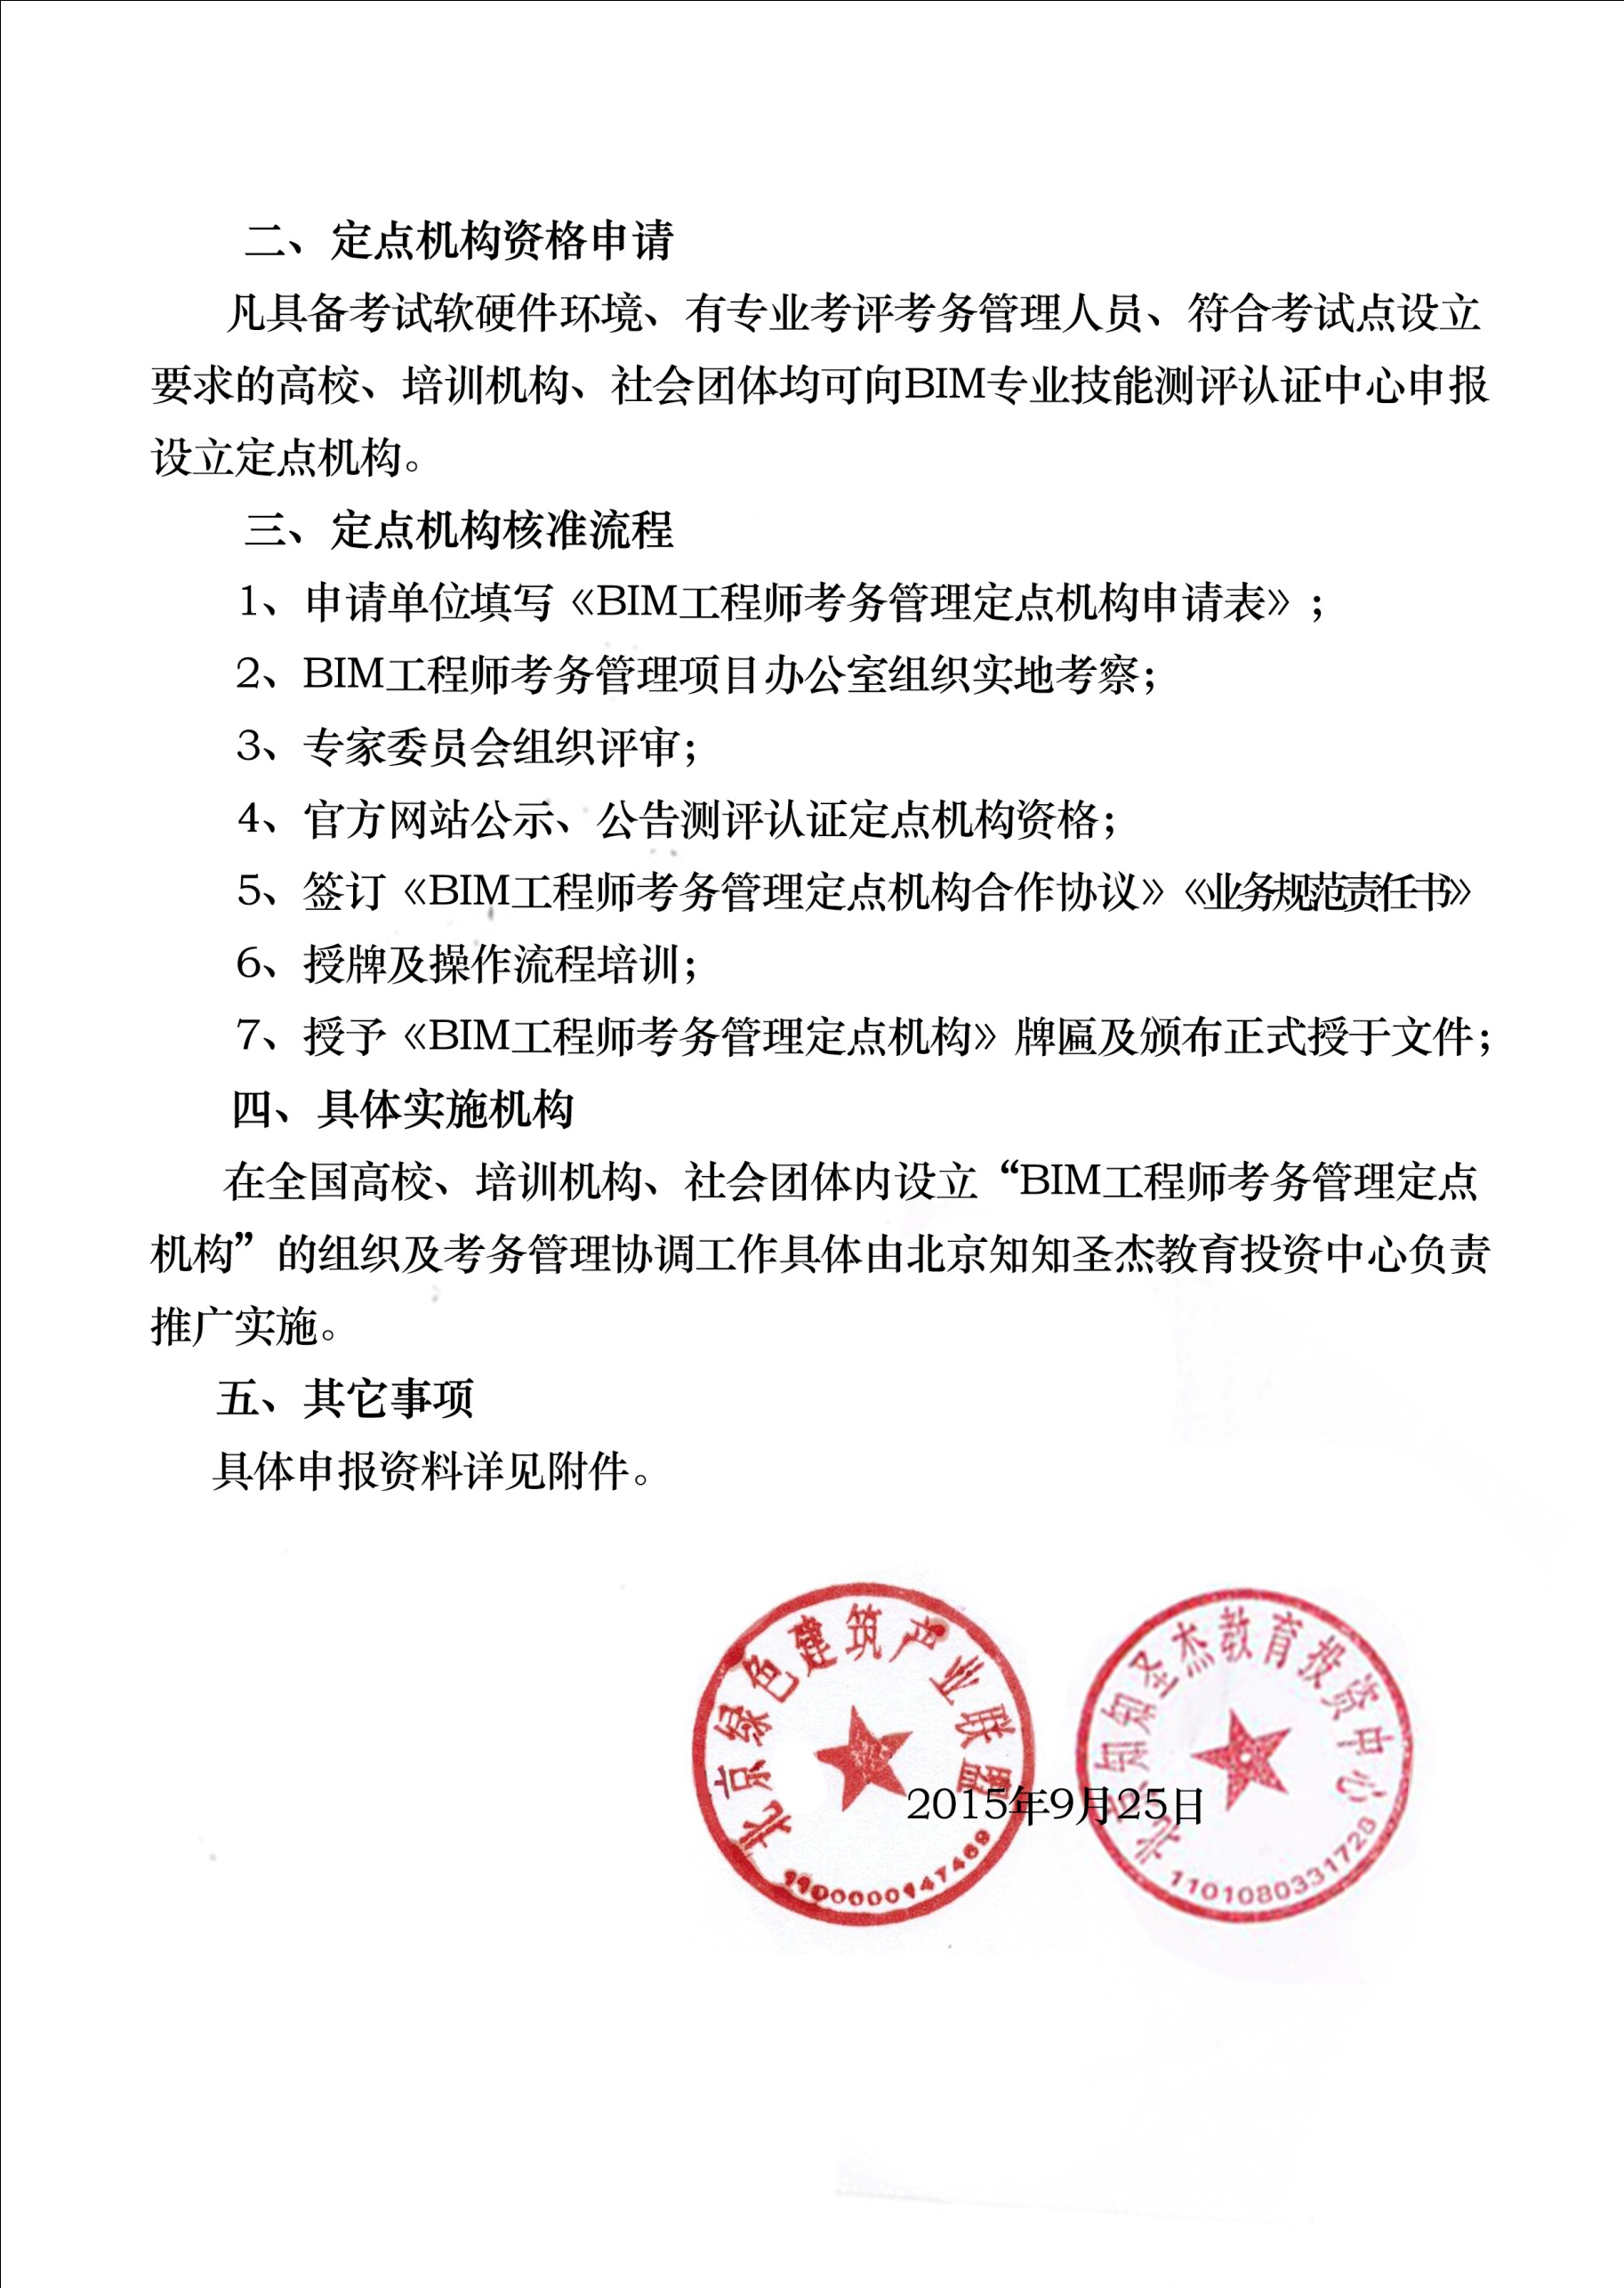 二、定点机构资格申请
凡具备考试软硬件环境、有专业考评考务管理人员、符合考试点设立
要求的高校、培训机构、社会团体均可向BIM专业技能测评认证中心申报
设立定点机构。
三、定点机构核准流程
1、申请单位填写《BIM工程师考务管理定点机构申请表》;
2、BIM工程师考务管理项目办公室组织实地考察;
3、专家委员会组织评审;
4、官方网站公示、公告测评认证定点机构资格;
5、签订《BIM工程师考务管理定点机构合作协议》《业务规范责任书》
6、授牌及操作流程培训;
7、授予《BIM工程师考务管理定点机构》牌匾及颁布正式授于文件;
四、具体实施机构
在全国高校、培训机构、社会团体内设立“BIM工程师考务管理定点
机构”的组织及考务管理协调工作具体由北京知知圣杰教育投资中心负责
推广实施。
五、其它事项
具体申报资料详见附件。
北京绿色建筑产业联盟
1100000147469
北京知知圣杰教育投资中心
1101080331728
2015年9月25日